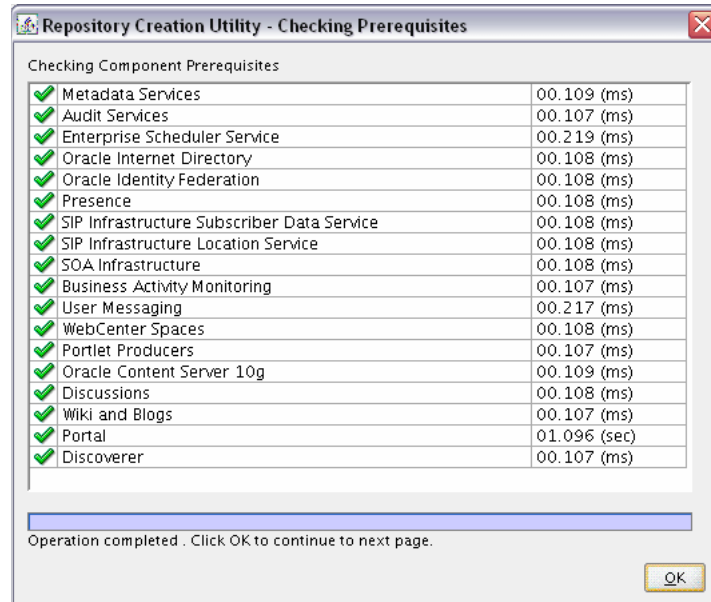 Repository Creation Utility - Checking Prerequisites
Checking Component Prerequisites
Metadata Services 00.109 (ms)
Audit Services 00.107 (ms)
Enterprise Scheduler Service 00.219 (ms)
Oracle Internet Directory 00.108 (ms)
Oracle Identity Federation 00.108 (ms)
Presence 00.108 (ms)
SIP Infrastructure Subscriber Data Service 00.108 (ms)
SIP Infrastructure Location Service 00.108 (ms)
SOA Infrastructure 00.108 (ms)
Business Activity Monitoring 00.107 (ms)
User Messaging 00.217 (ms)
WebCenter Spaces 00.108 (ms)
Portlet Producers 00.107 (ms)
Oracle Content Server 10g 00.109 (ms)
Discussions 00.108 (ms)
Wiki and Blogs 00.107 (ms)
Portal 01.096 (sec)
Discoverer 00.107 (ms)
Operation completed . Click OK to continue to next page.
OK